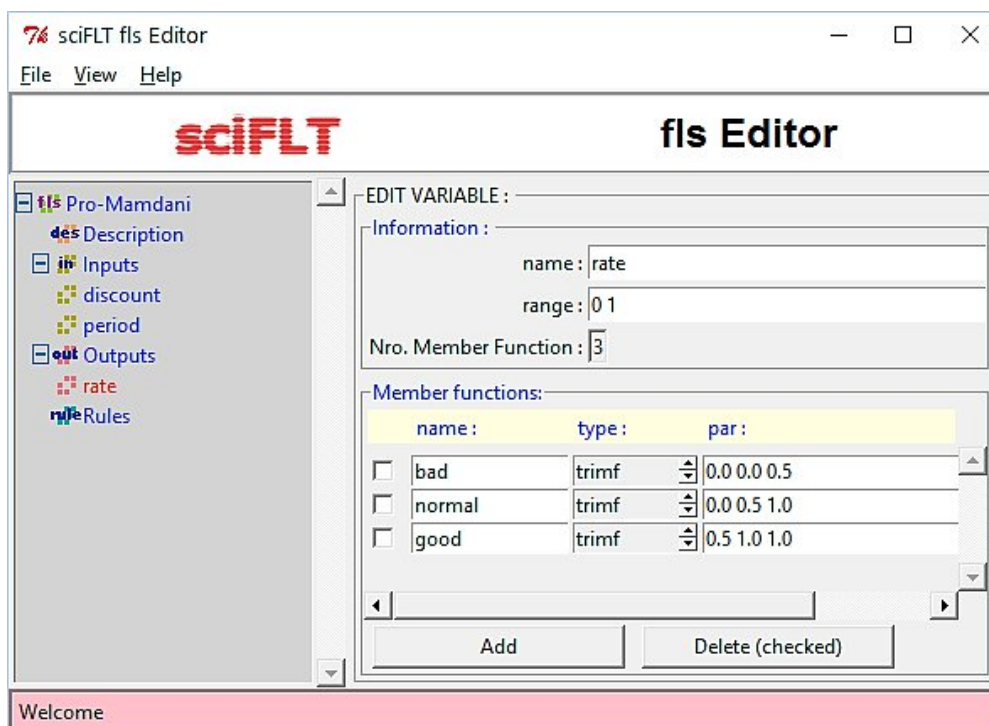 sciFLT fls Editor
File View Help
sciFLT fls Editor
fls Pro-Mamdani
des Description
in Inputs
discount
period
out Outputs
rate
rule Rules
EDIT VARIABLE :
Information :
name : rate
range : 0 1
Nro. Member Function : 3
Member functions:
name : type : par :
bad trimf 0.0 0.0 0.5
normal trimf 0.0 0.5 1.0
good trimf 0.5 1.0 1.0
Add Delete (checked)
Welcome